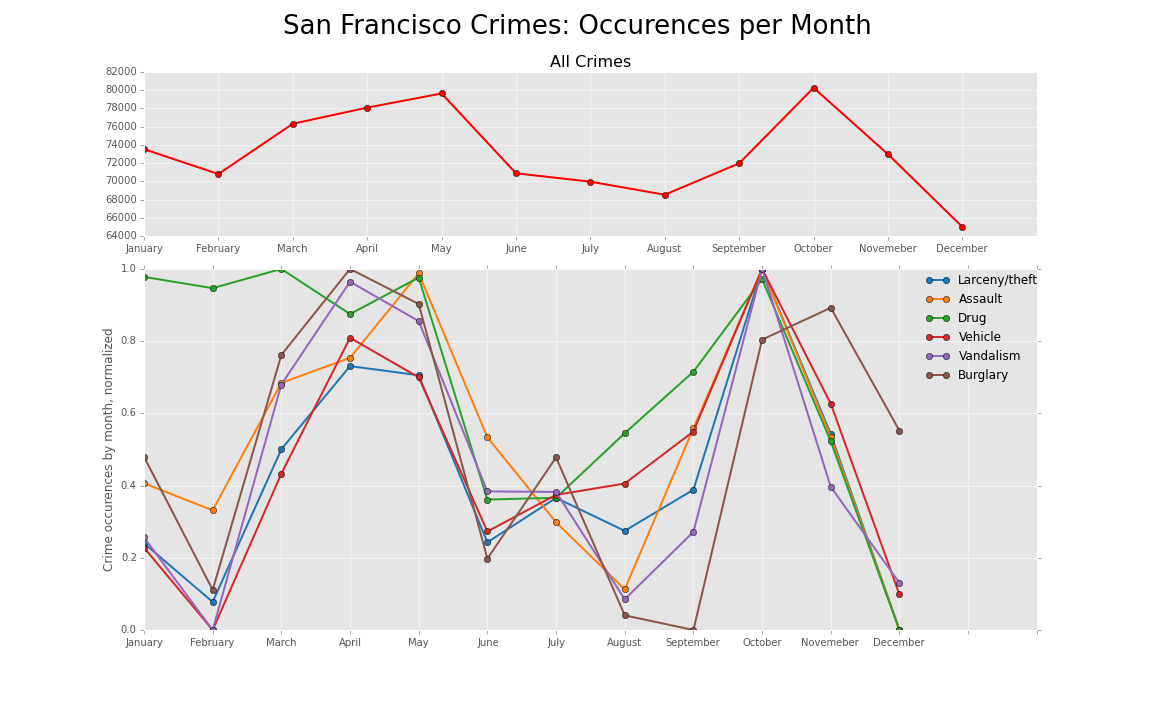 San Francisco Crimes: Occurences per Month
All Crimes
82000
80000
78000
76000
74000
72000
70000
68000
66000
64000
January February March April May June July August September October Novemeber December
Crime occurences by month, normalized
1.0
0.8
0.6
0.4
0.2
0.0
Larceny/theft
Assault
Drug
Vehicle
Vandalism
Burglary
January February March April May June July August September October Novemeber December